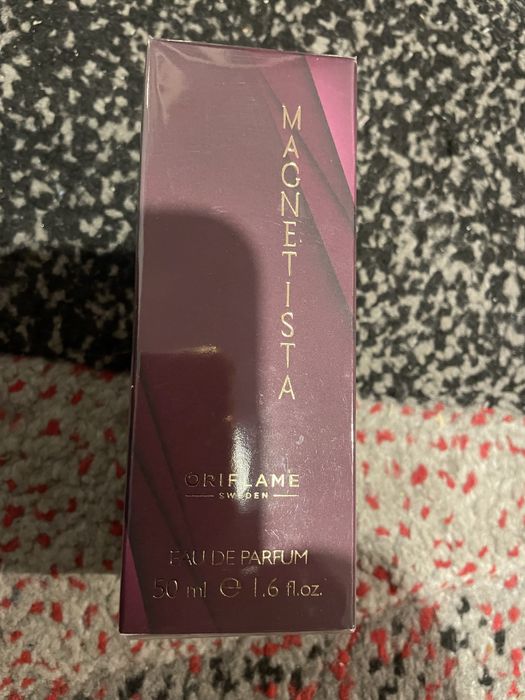 MAGNETISTA
ORIFLAME
SWEDEN
EAU DE PARFUM
50 ml ℮ 1.6 fl.oz.